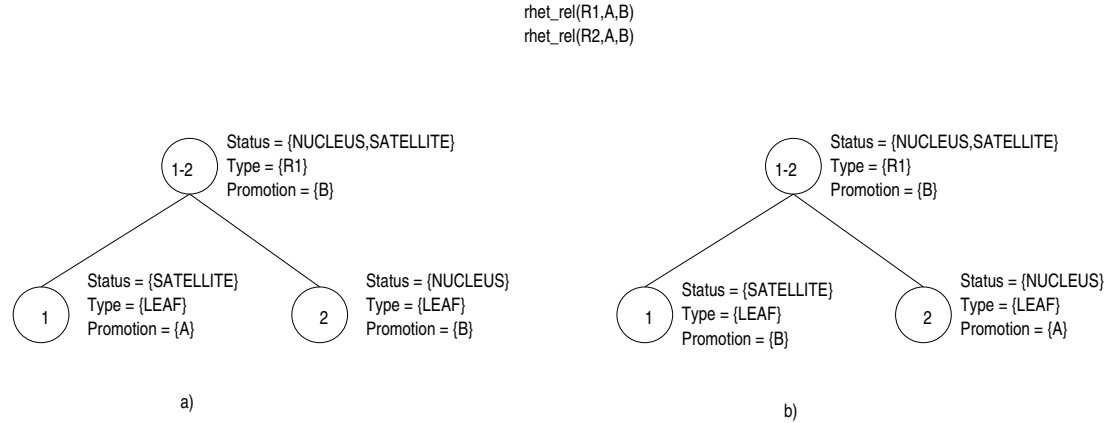 rhet_rel(R1,A,B)
rhet_rel(R2,A,B)
1-2
Status = {NUCLEUS,SATELLITE}
Type = {R1}
Promotion = {B}
1
Status = {SATELLITE}
Type = {LEAF}
Promotion = {A}
2
Status = {NUCLEUS}
Type = {LEAF}
Promotion = {B}
a)
1-2
Status = {NUCLEUS,SATELLITE}
Type = {R1}
Promotion = {B}
1
Status = {SATELLITE}
Type = {LEAF}
Promotion = {B}
2
Status = {NUCLEUS}
Type = {LEAF}
Promotion = {A}
b)